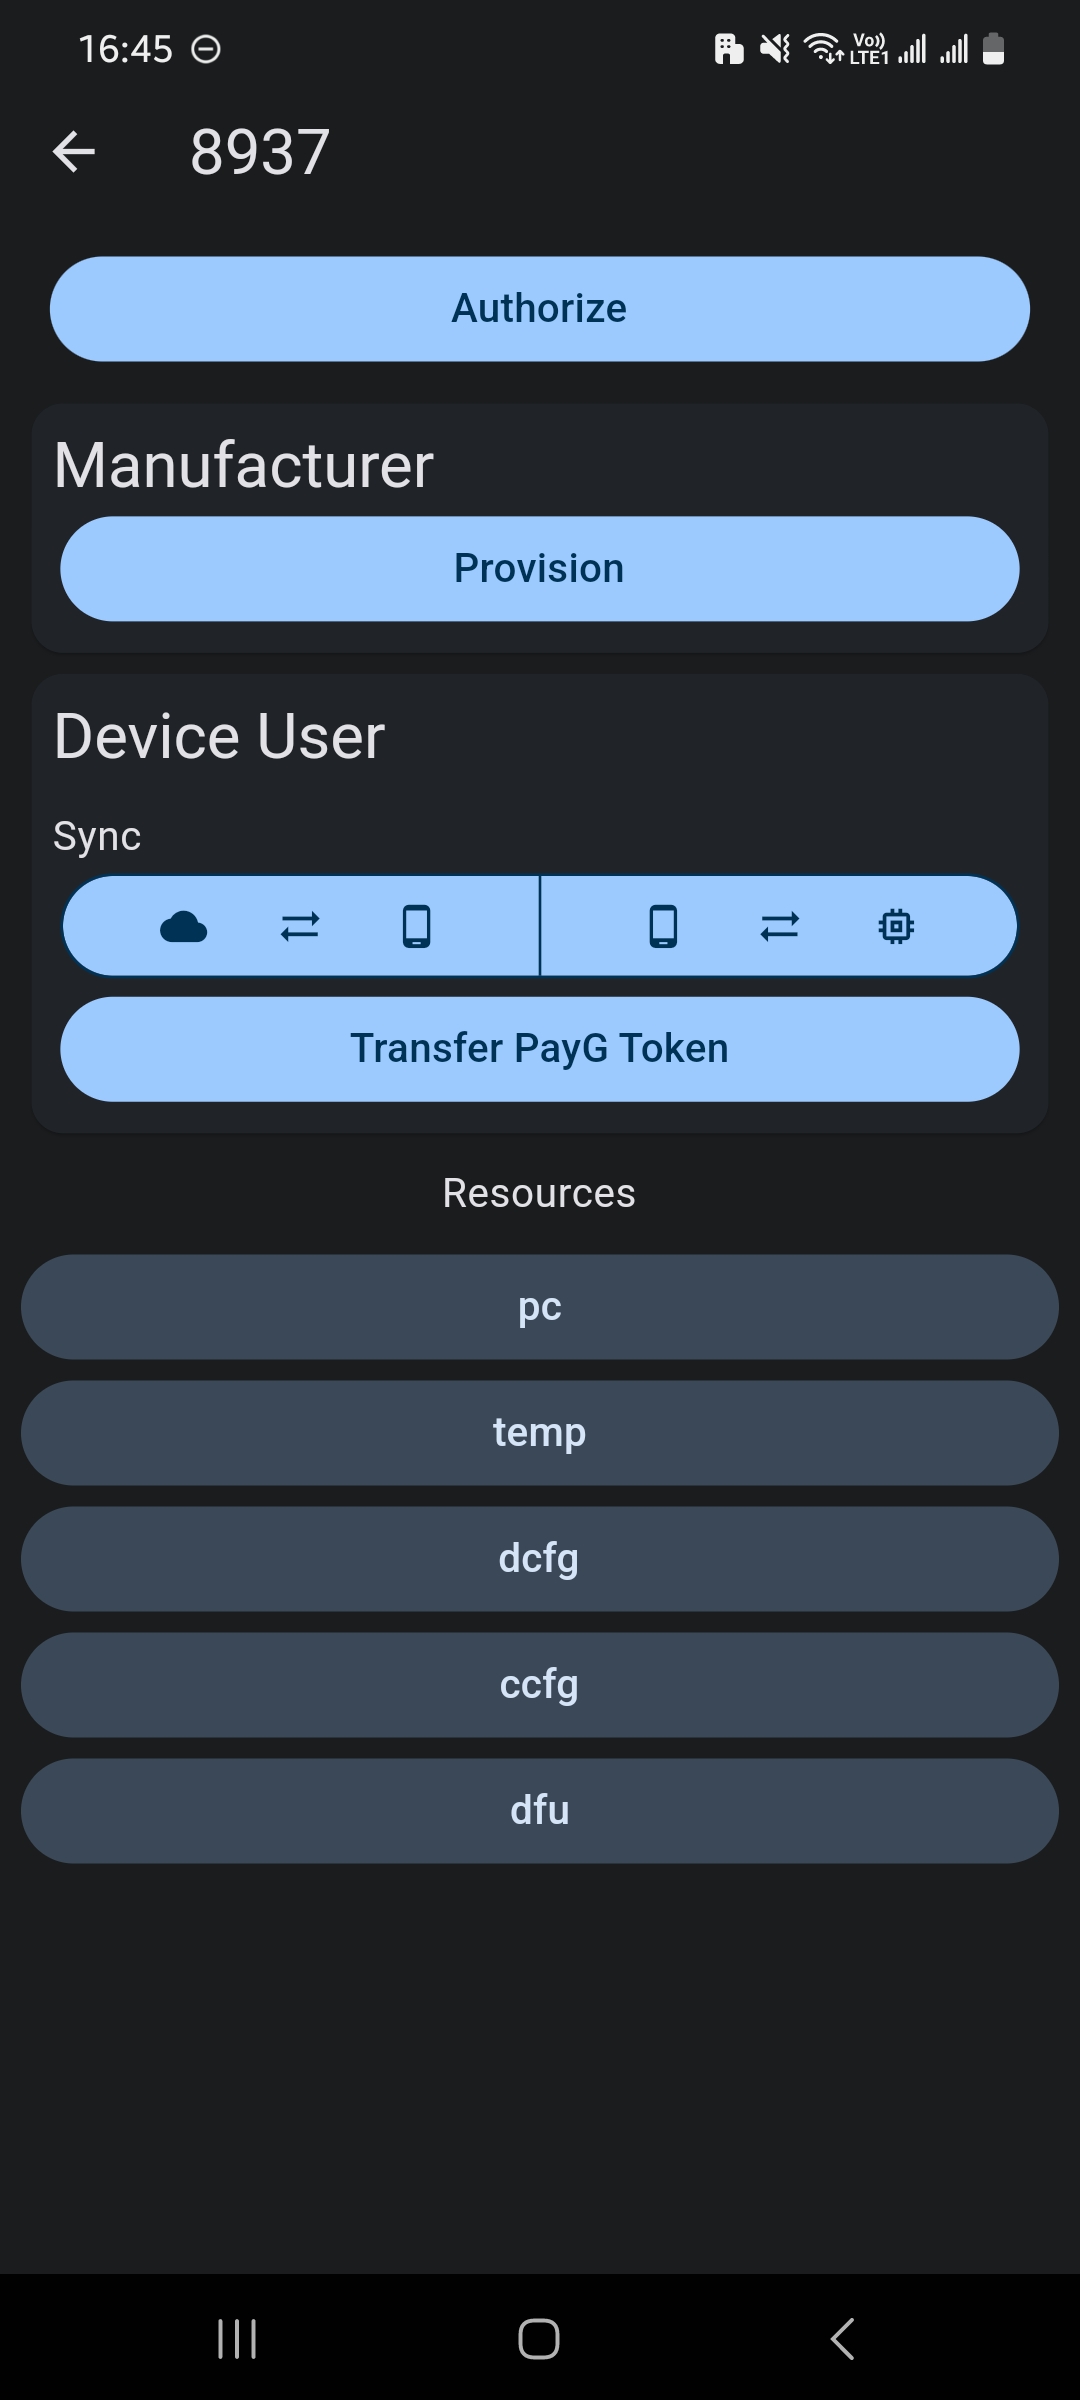 16:45
Vo)) LTE1
8937
Authorize
Manufacturer
Provision
Device User
Sync
Transfer PayG Token
Resources
pc
temp
dcfg
ccfg
dfu